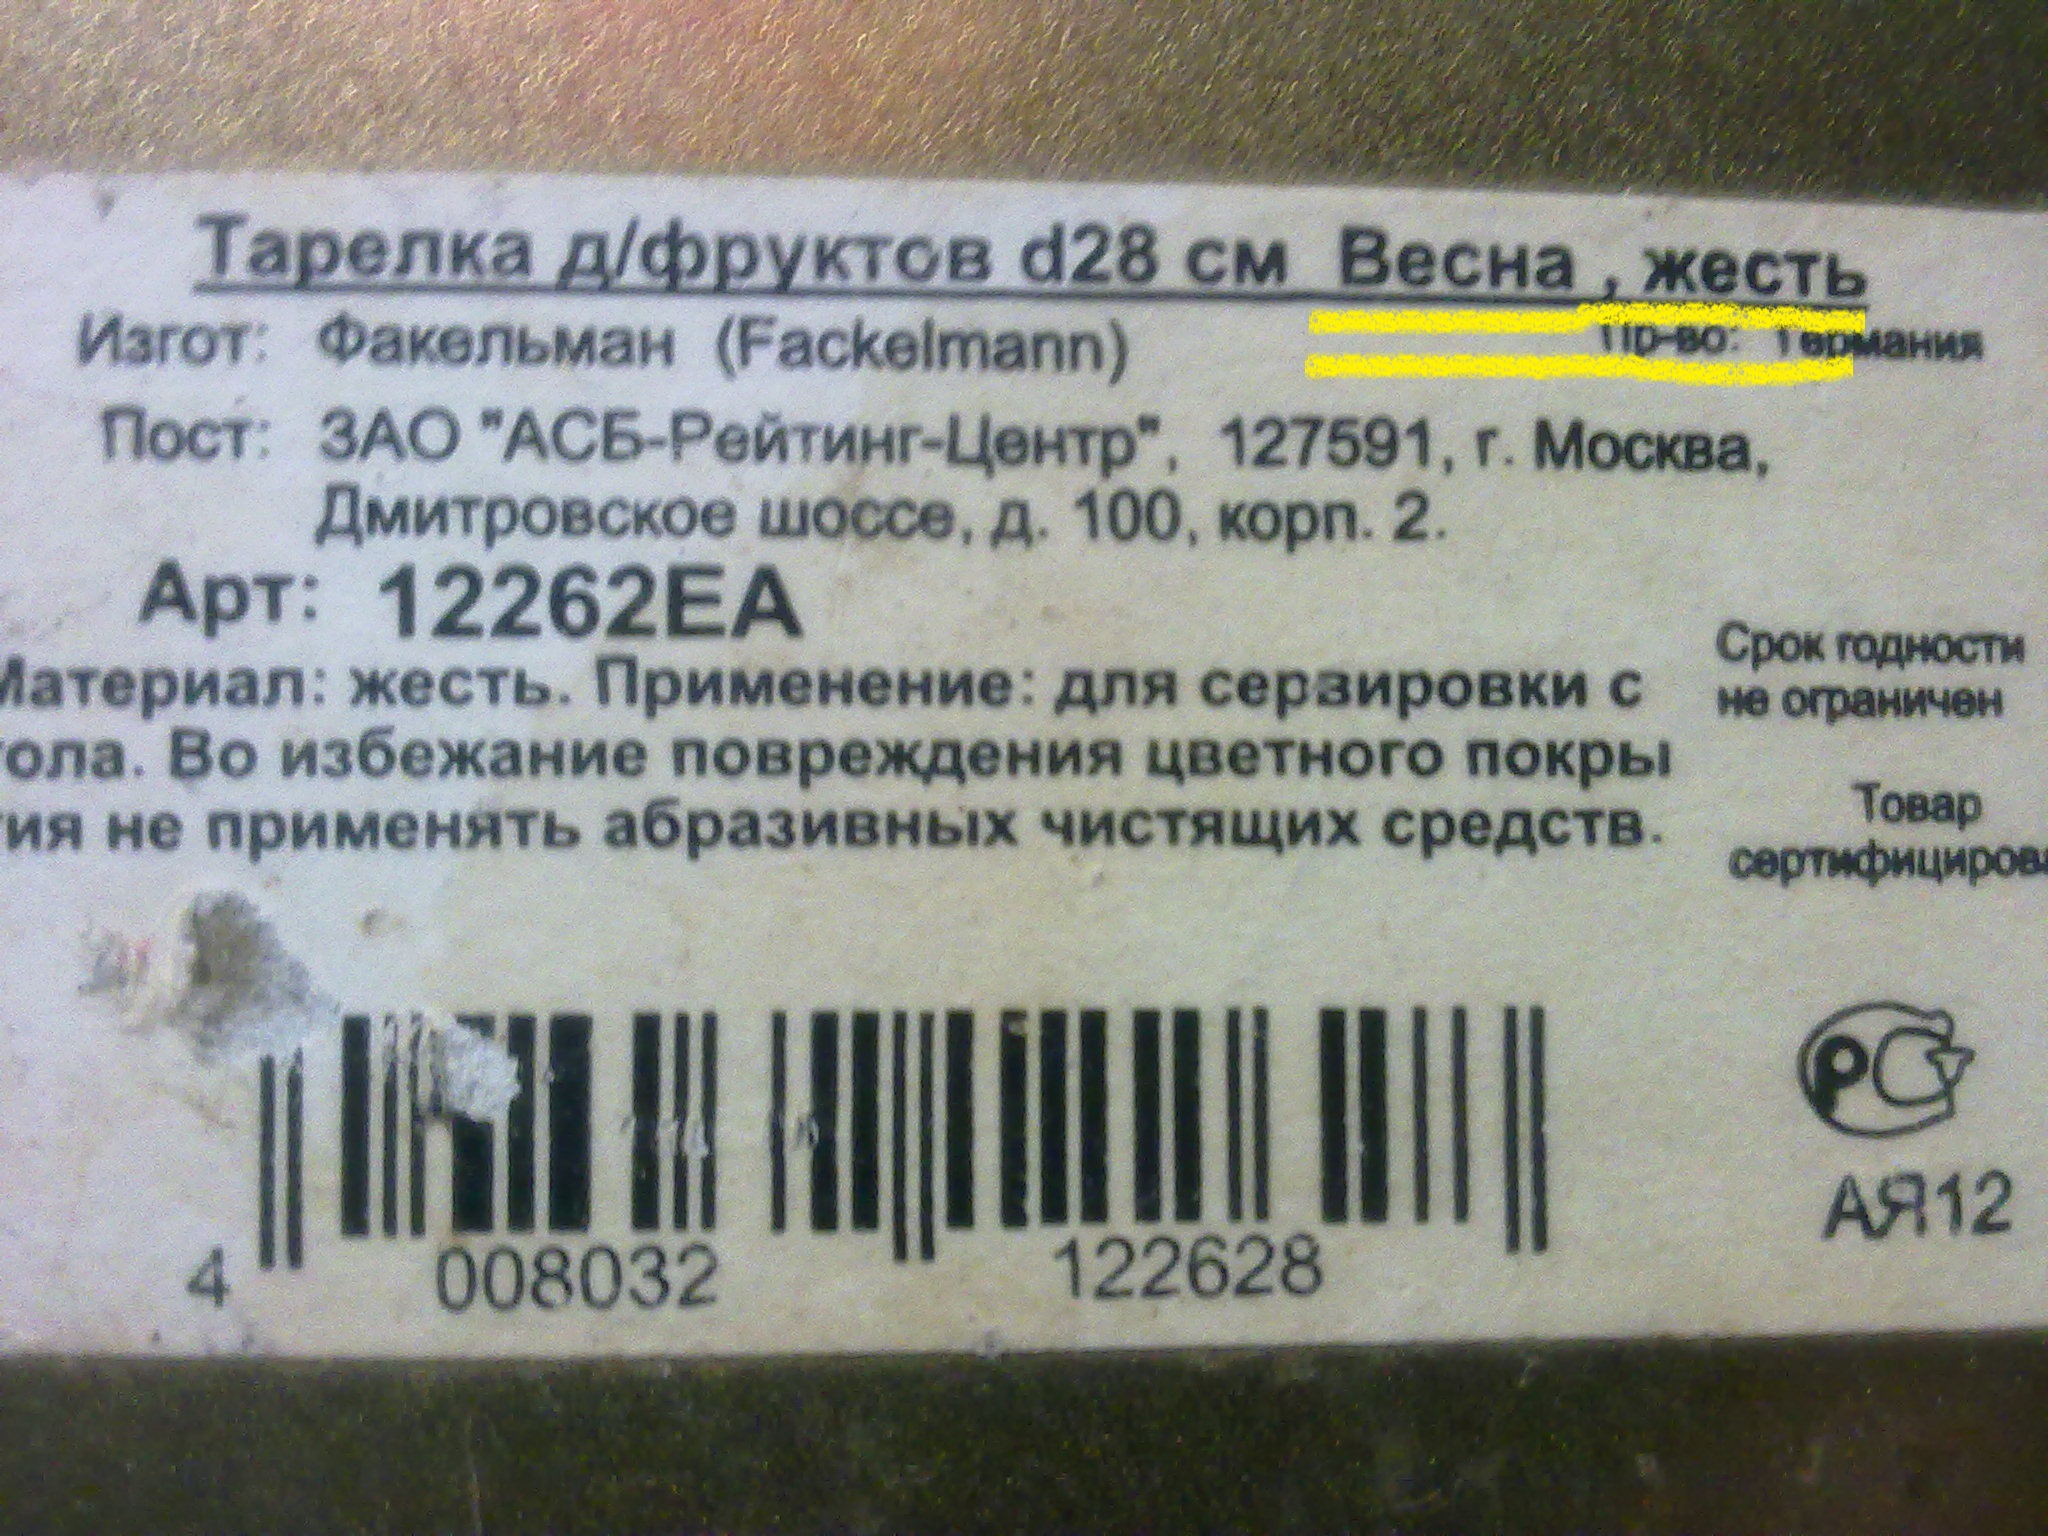 Тарелка д/фруктов d28 см Весна , жесть
Изгот: Факельман (Fackelmann) Пр-во: Германия
Пост: ЗАО "АСБ-Рейтинг-Центр", 127591, г. Москва,
Дмитровское шоссе, д. 100, корп. 2.
Арт: 12262EA
Материал: жесть. Применение: для сервировки с
тола. Во избежание повреждения цветного покры
тия не применять абразивных чистящих средств.
Срок годности
не ограничен
Товар
сертифицирова
4 008032 122628
РС
АЯ12